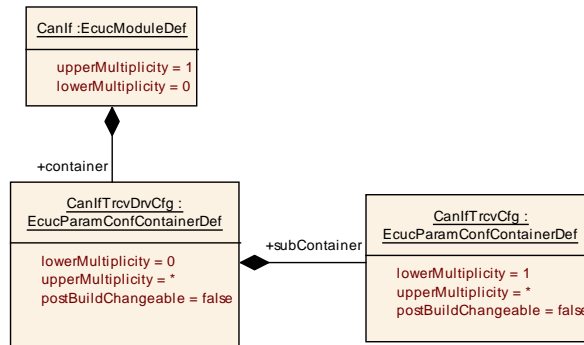 CanIf :EcucModuleDef
upperMultiplicity = 1
lowerMultiplicity = 0
+container
CanIfTrcvDrvCfg :
EcucParamConfContainerDef
lowerMultiplicity = 0
upperMultiplicity = *
postBuildChangeable = false
+subContainer
CanIfTrcvCfg :
EcucParamConfContainerDef
lowerMultiplicity = 1
upperMultiplicity = *
postBuildChangeable = false